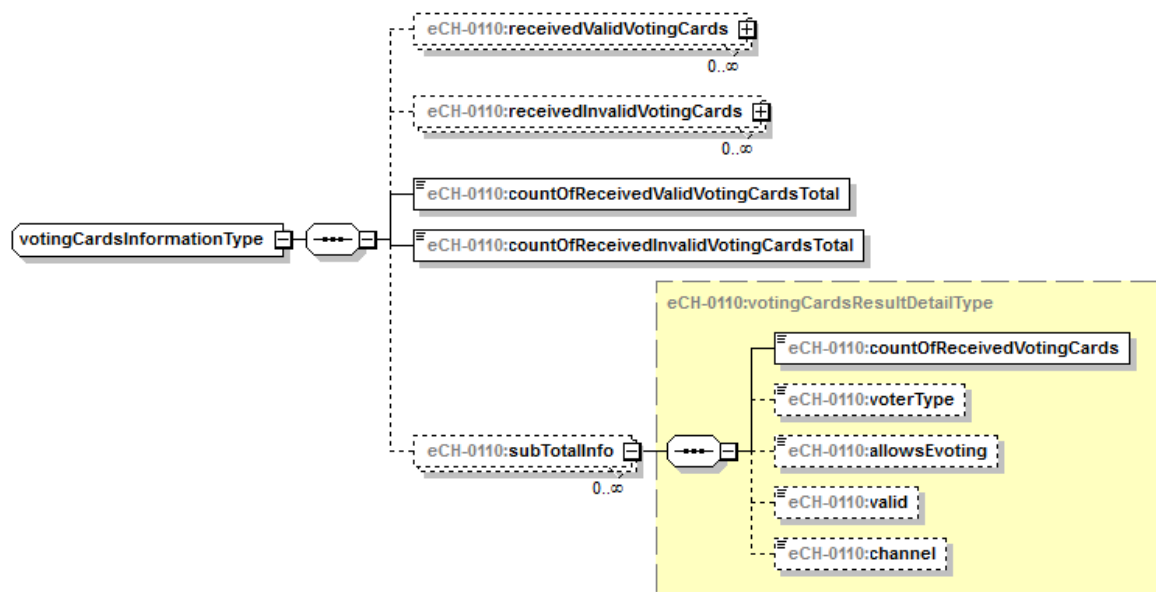 eCH-0110:receivedValidVotingCards
0..∞
eCH-0110:receivedInvalidVotingCards
0..∞
eCH-0110:countOfReceivedValidVotingCardsTotal
votingCardsInformationType
eCH-0110:countOfReceivedInvalidVotingCardsTotal
eCH-0110:votingCardsResultDetailType
eCH-0110:countOfReceivedVotingCards
eCH-0110:voterType
eCH-0110:subTotalInfo
0..∞
eCH-0110:allowsEvoting
eCH-0110:valid
eCH-0110:channel